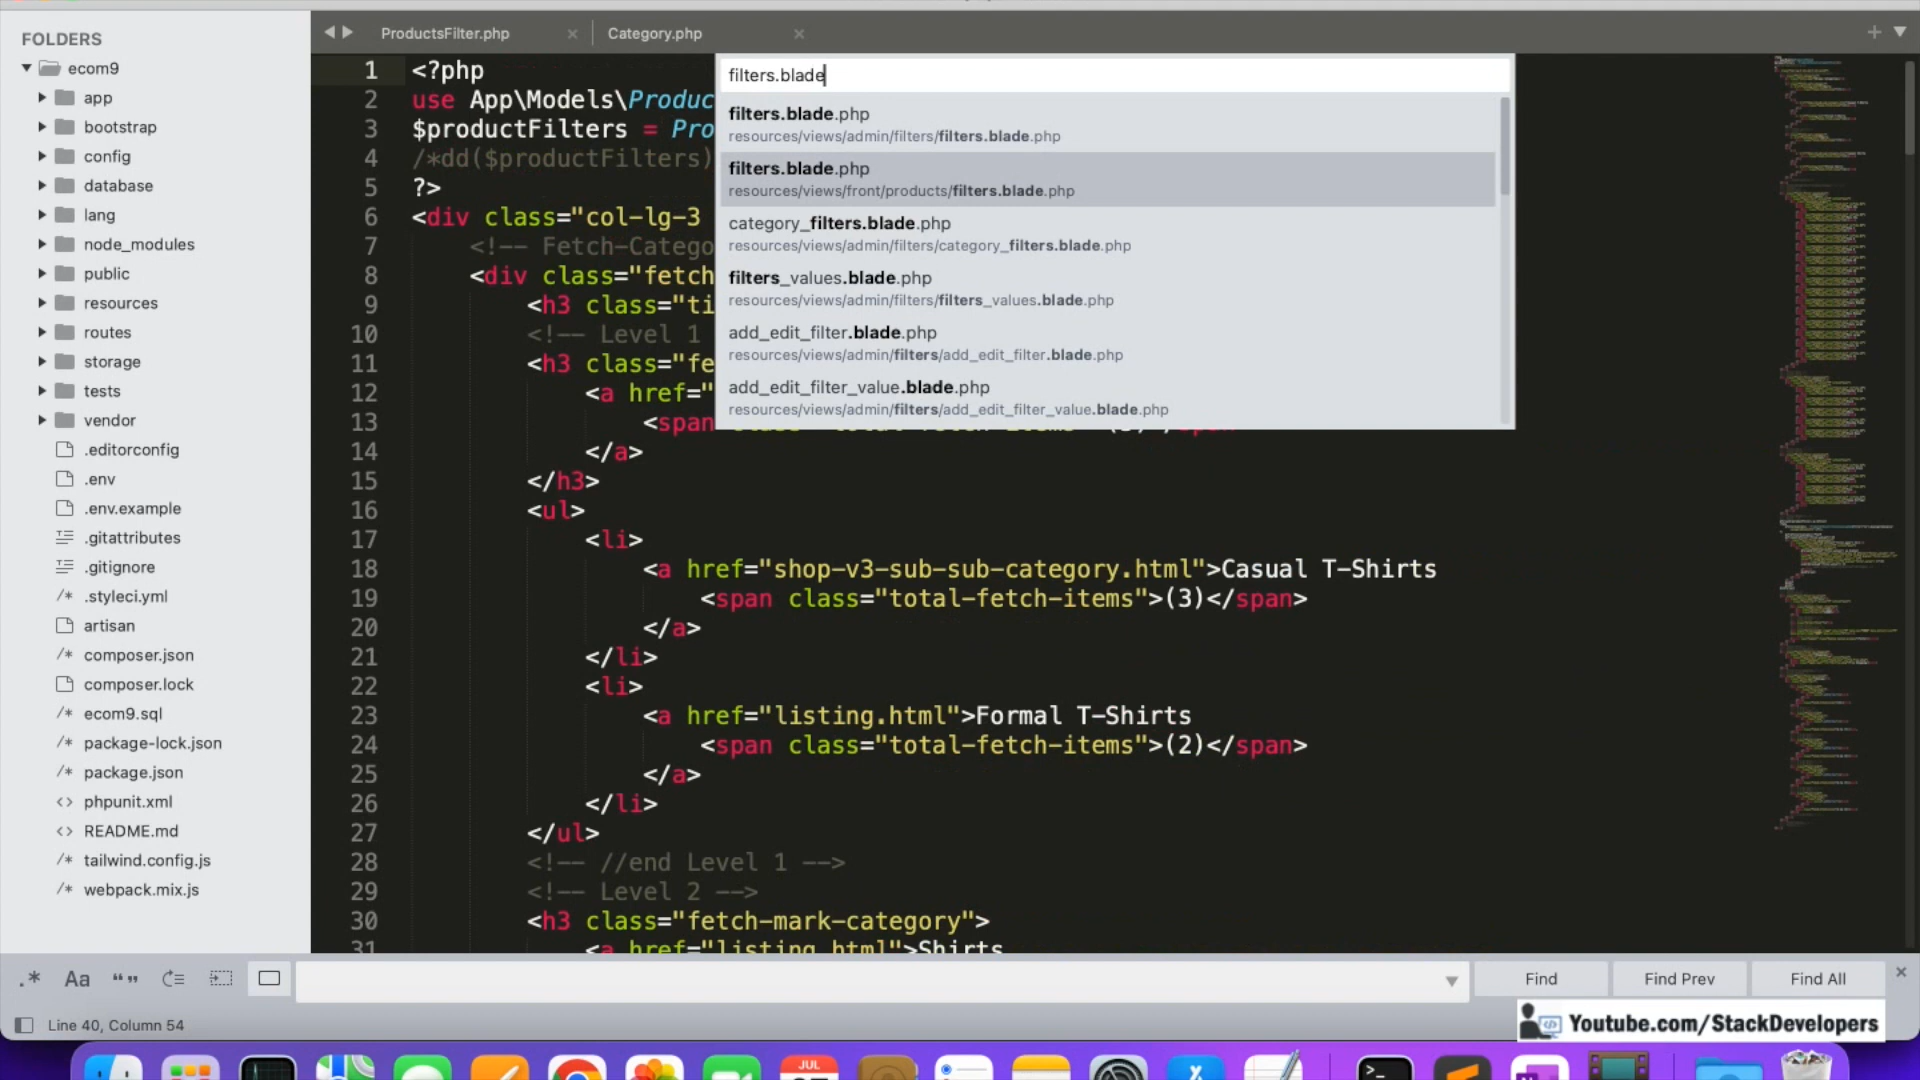 FOLDERS
ecom9
app
bootstrap
config
database
lang
node_modules
public
resources
routes
storage
tests
vendor
.editorconfig
.env
.env.example
.gitattributes
.gitignore
.styleci.yml
artisan
composer.json
composer.lock
ecom9.sql
package-lock.json
package.json
phpunit.xml
README.md
tailwind.config.js
webpack.mix.js
ProductsFilter.php
Category.php
filters.blade
filters.blade.php
resources/views/admin/filters/filters.blade.php
filters.blade.php
resources/views/front/products/filters.blade.php
category_filters.blade.php
resources/views/admin/filters/category_filters.blade.php
filters_values.blade.php
resources/views/admin/filters/filters_values.blade.php
add_edit_filter.blade.php
resources/views/admin/filters/add_edit_filter.blade.php
add_edit_filter_value.blade.php
resources/views/admin/filters/add_edit_filter_value.blade.php
1 <?php
2 use App\Models\Produc
3 $productFilters = Pro
4 /*dd($productFilters)
5 ?>
6 <div class="col-lg-3
7 <!-- Fetch-Catego
8 <div class="fetch
9 <h3 class="ti
10 <!-- Level 1
11 <h3 class="fe
12 <a href="
13 <span
14 </a>
15 </h3>
16 <ul>
17 <li>
18 <a href="shop-v3-sub-sub-category.html">Casual T-Shirts
19 <span class="total-fetch-items">(3)</span>
20 </a>
21 </li>
22 <li>
23 <a href="listing.html">Formal T-Shirts
24 <span class="total-fetch-items">(2)</span>
25 </a>
26 </li>
27 </ul>
28 <!-- //end Level 1 -->
29 <!-- Level 2 -->
30 <h3 class="fetch-mark-category">
31 <a href="listing.html">Shirts
.* Aa “” Find Find Prev Find All
Line 40, Column 54
Youtube.com/StackDevelopers
JUL